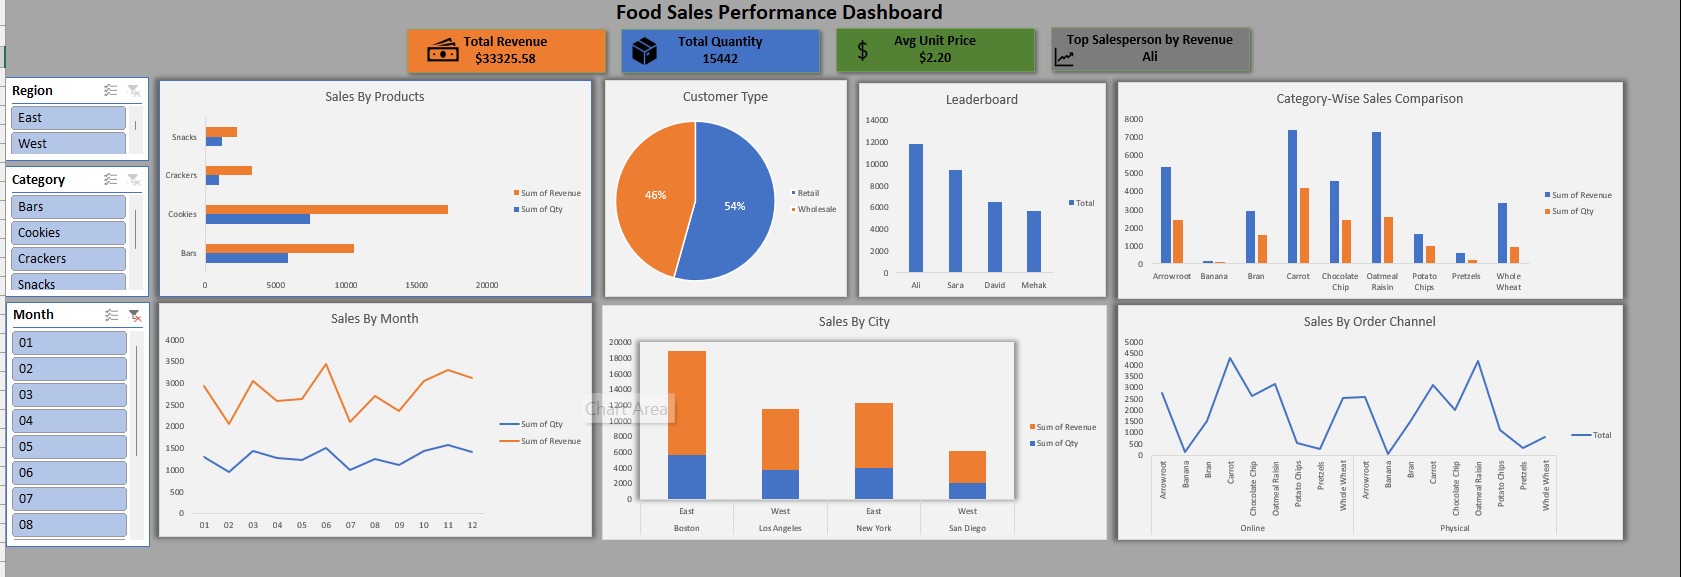 Food Sales Performance Dashboard
Total Revenue
$33325.58
Total Quantity
15442
$
Avg Unit Price
$2.20
Top Salesperson by Revenue
Ali
Region
East
West
Category
Bars
Cookies
Crackers
Snacks
Month
01
02
03
04
05
06
07
08
Sales By Products
Snacks
Crackers
Cookies
Bars
0 5000 10000 15000 20000
Sum of Revenue
Sum of Qty
Customer Type
46%
54%
Retail
Wholesale
Leaderboard
14000
12000
10000
8000
6000
4000
2000
0
Ali Sara David Mehak
Total
Category-Wise Sales Comparison
8000
7000
6000
5000
4000
3000
2000
1000
0
Arrowroot Banana Bran Carrot Chocolate Chip Oatmeal Raisin Potato Chips Pretzels Whole Wheat
Sum of Revenue
Sum of Qty
Sales By Month
4000
3500
3000
2500
2000
1500
1000
500
0
01 02 03 04 05 06 07 08 09 10 11 12
Sum of Qty
Sum of Revenue
Sales By City
20000
18000
16000
14000
12000
10000
8000
6000
4000
2000
0
East West East West
Boston Los Angeles New York San Diego
Sum of Revenue
Sum of Qty
Chart Area
Sales By Order Channel
5000
4500
4000
3500
3000
2500
2000
1500
1000
500
0
Arrowroot Banana Bran Carrot Chocolate Chip Oatmeal Raisin Potato Chips Pretzels Whole Wheat Arrowroot Banana Bran Carrot Chocolate Chip Oatmeal Raisin Potato Chips Pretzels Whole Wheat
Online Physical
Total